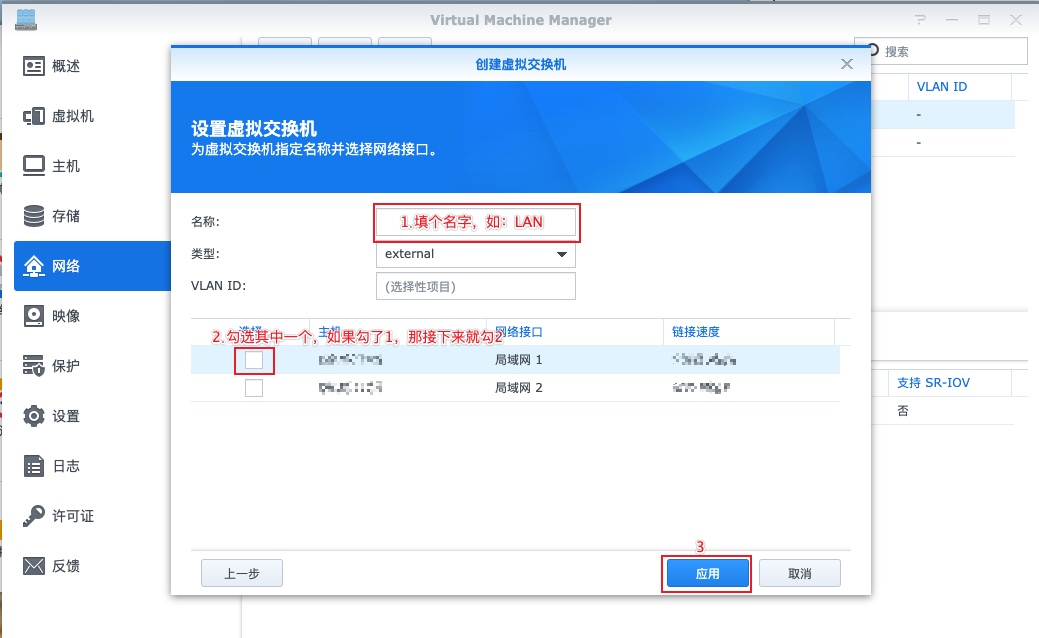 Virtual Machine Manager
概述
虚拟机
主机
存储
网络
映像
保护
设置
日志
许可证
反馈
搜索
VLAN ID
-
-
支持 SR-IOV
否
创建虚拟交换机
设置虚拟交换机
为虚拟交换机指定名称并选择网络接口。
名称:
1.填个名字，如：LAN
类型:
external
VLAN ID:
(选择性项目)
2.勾选其中一个，如果勾了1，那接下来就勾2
选择 主机 网络接口 链接速度
局域网 1
局域网 2
3
上一步 应用 取消